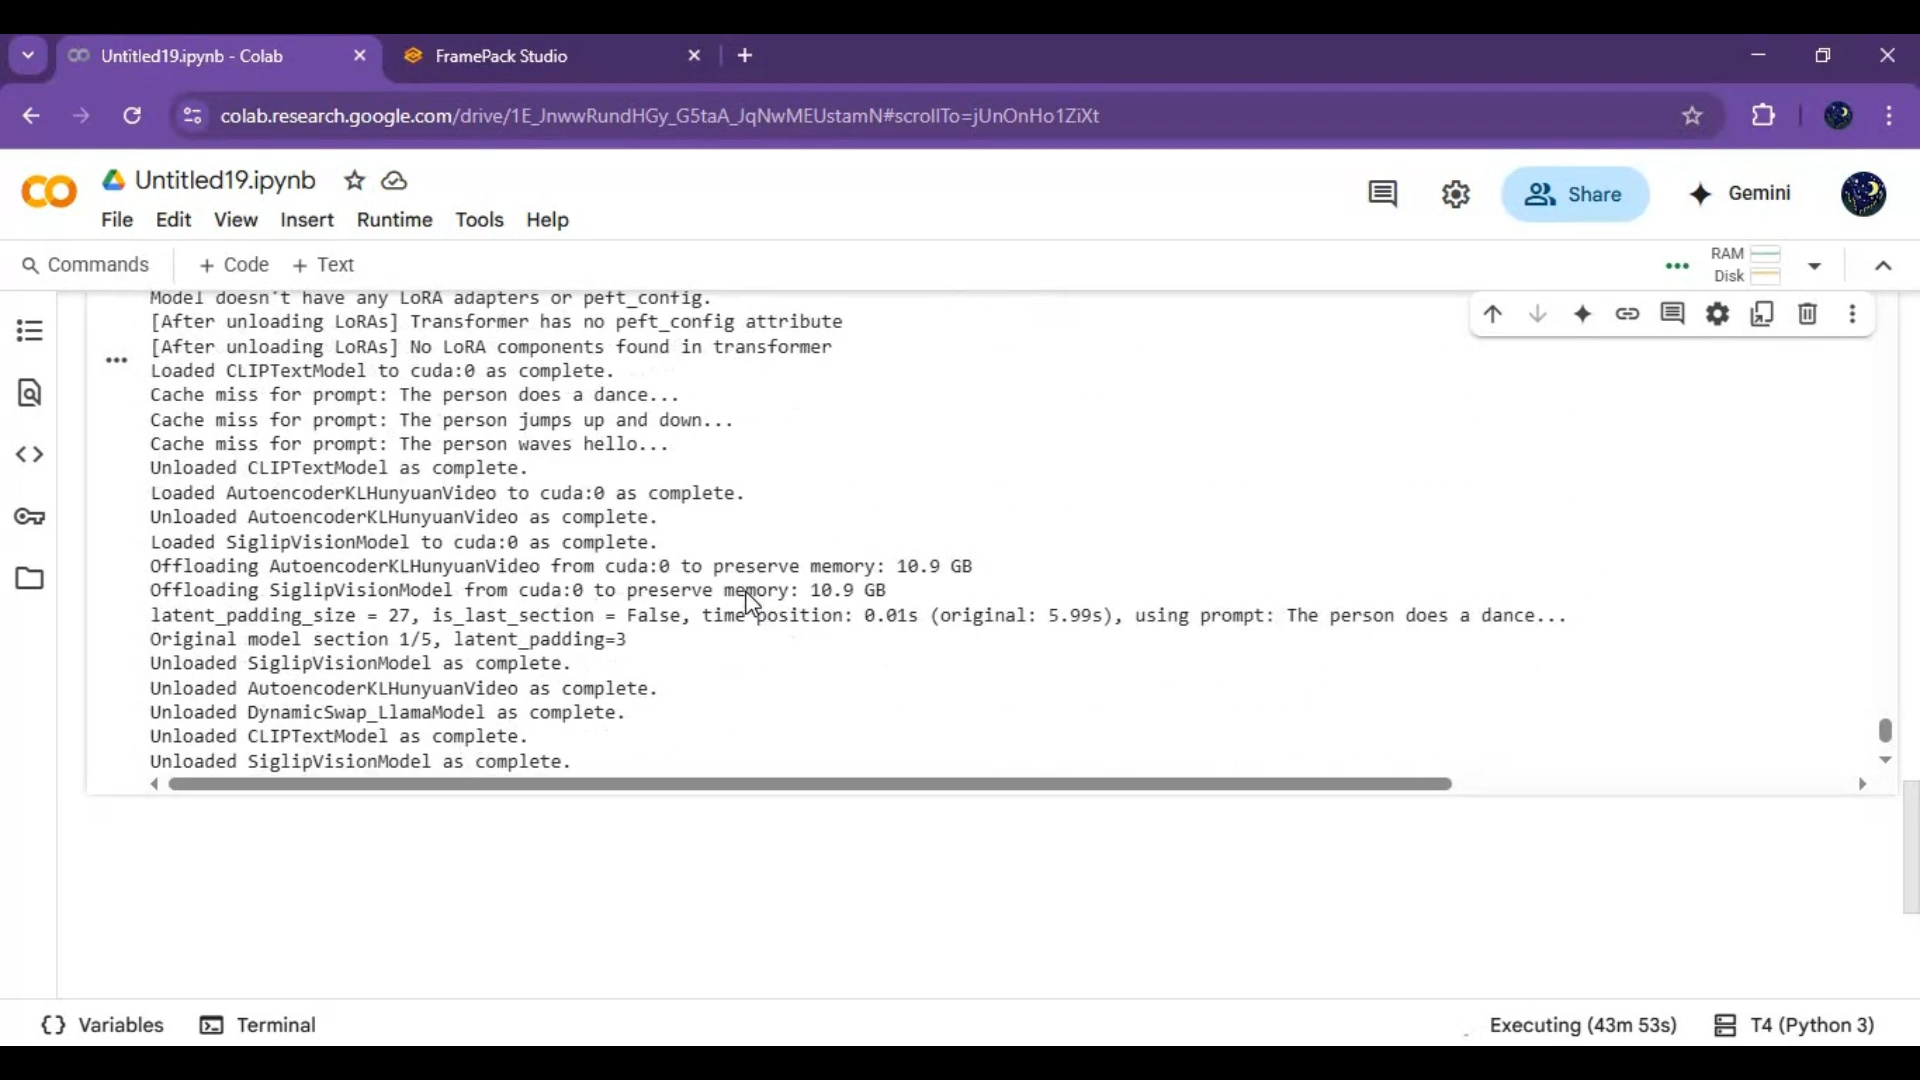 Untitled19.ipynb - Colab
FramePack Studio
colab.research.google.com/drive/1E_JnwwRundHGy_G5taA_JqNwMEUstamN#scrollTo=jUnOnHo1ZiXt
Untitled19.ipynb
Share
Gemini
File Edit View Insert Runtime Tools Help
Commands + Code + Text
RAM
Disk
Model doesn't have any LoRA adapters or peft_config.
[After unloading LoRAs] Transformer has no peft_config attribute
[After unloading LoRAs] No LoRA components found in transformer
Loaded CLIPTextModel to cuda:0 as complete.
Cache miss for prompt: The person does a dance...
Cache miss for prompt: The person jumps up and down...
Cache miss for prompt: The person waves hello...
Unloaded CLIPTextModel as complete.
Loaded AutoencoderKLHunyuanVideo to cuda:0 as complete.
Unloaded AutoencoderKLHunyuanVideo as complete.
Loaded SiglipVisionModel to cuda:0 as complete.
Offloading AutoencoderKLHunyuanVideo from cuda:0 to preserve memory: 10.9 GB
Offloading SiglipVisionModel from cuda:0 to preserve memory: 10.9 GB
latent_padding_size = 27, is_last_section = False, time position: 0.01s (original: 5.99s), using prompt: The person does a dance...
Original model section 1/5, latent_padding=3
Unloaded SiglipVisionModel as complete.
Unloaded AutoencoderKLHunyuanVideo as complete.
Unloaded DynamicSwap_LlamaModel as complete.
Unloaded CLIPTextModel as complete.
Unloaded SiglipVisionModel as complete.
Variables
Terminal
Executing (43m 53s)
T4 (Python 3)